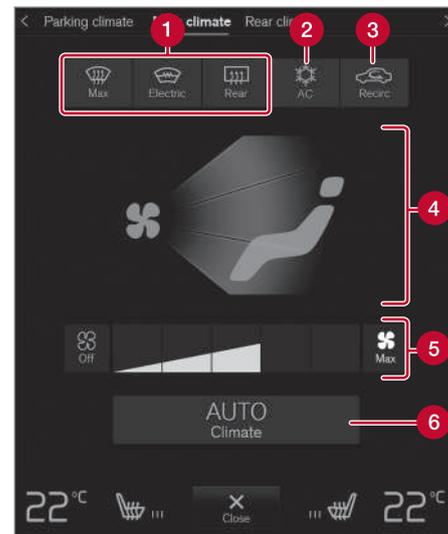 Parking climate climate Rear
1
2
3
Max Electric Rear AC Recirc
4
Off Max
5
AUTO
Climate
6
22°C Close 22°C